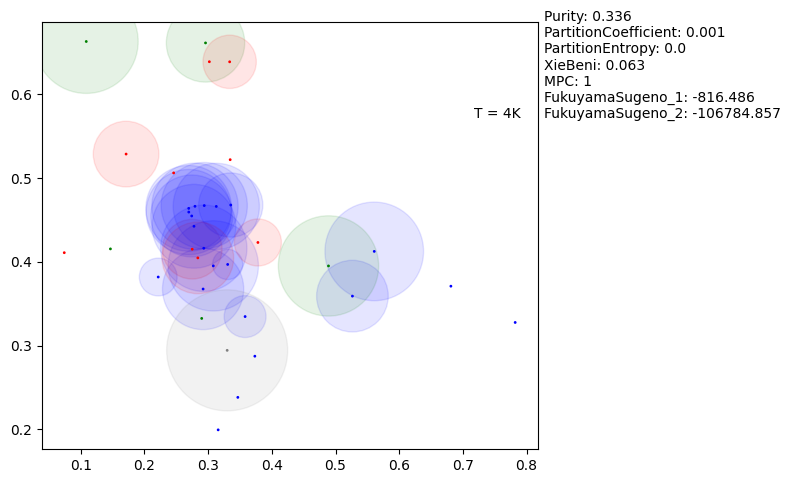 Purity: 0.336
PartitionCoefficient: 0.001
PartitionEntropy: 0.0
XieBeni: 0.063
MPC: 1
FukuyamaSugeno_1: -816.486
FukuyamaSugeno_2: -106784.857
T = 4K
0.6
0.5
0.4
0.3
0.2
0.1 0.2 0.3 0.4 0.5 0.6 0.7 0.8